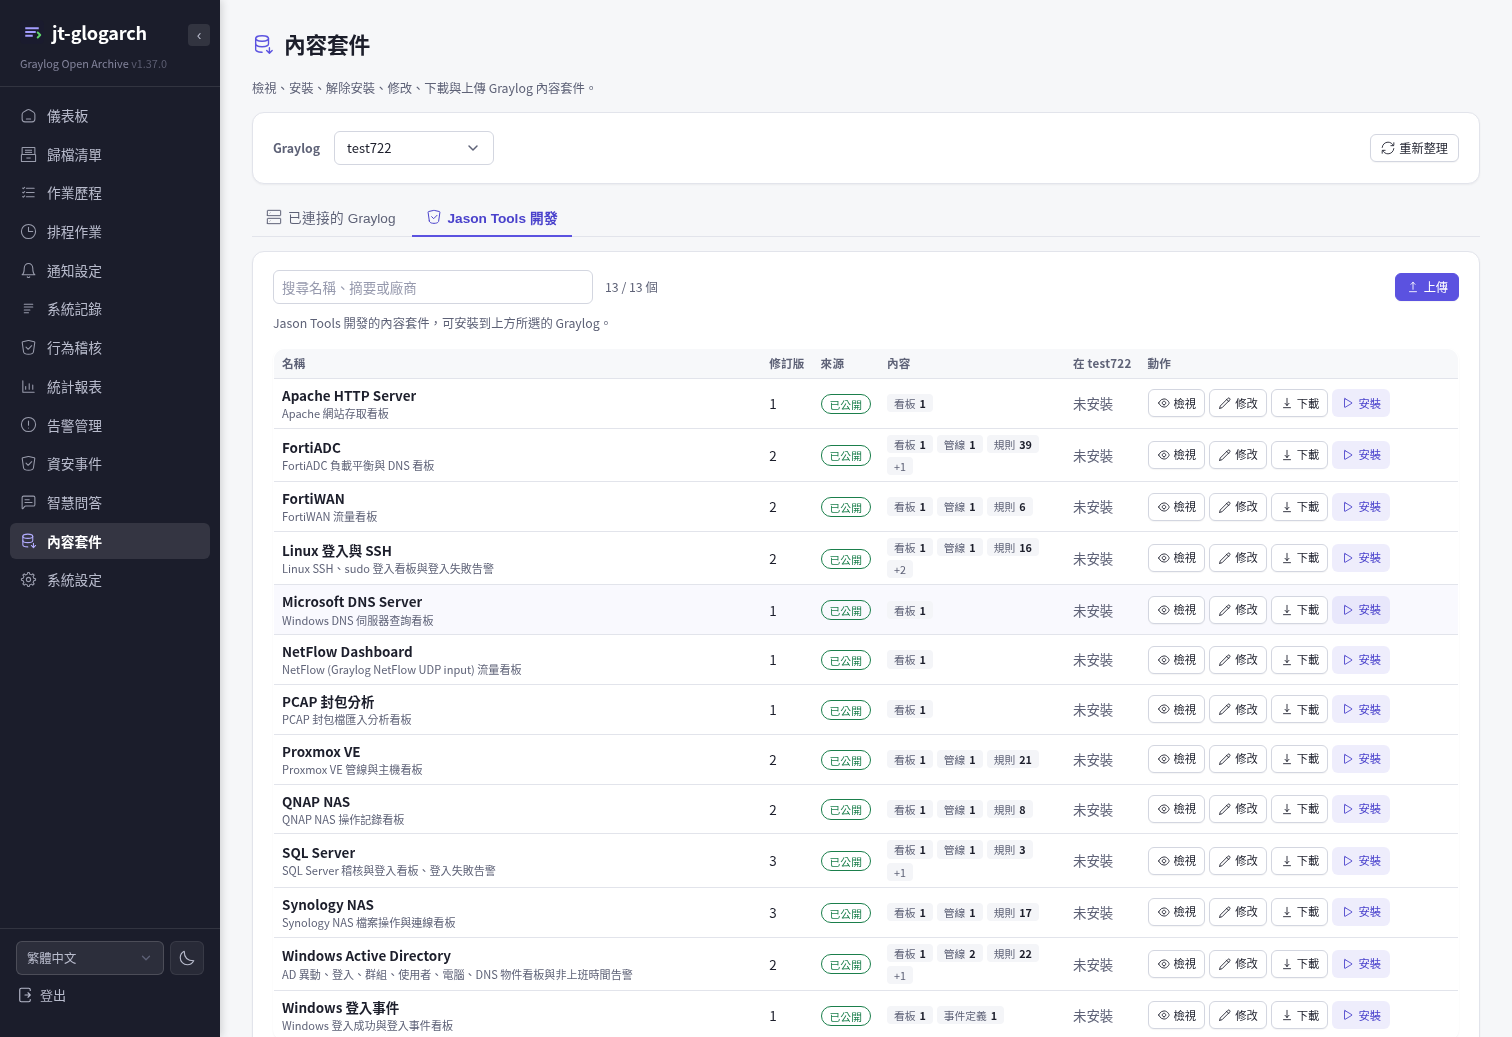 jt-glogarch
Graylog Open Archive v1.37.0
儀表板
歸檔清單
作業歷程
排程作業
通知設定
系統記錄
行為稽核
統計報表
告警管理
資安事件
智慧問答
內容套件
系統設定
繁體中文
登出
內容套件
檢視、安裝、解除安裝、修改、下載與上傳 Graylog 內容套件。
Graylog test722 重新整理
已連接的 Graylog Jason Tools 開發
搜尋名稱、摘要或廠商 13 / 13 個 上傳
Jason Tools 開發的內容套件，可安裝到上方所選的 Graylog。
名稱 修訂版 來源 內容 在 test722 動作
Apache HTTP Server
Apache 網站存取看板
1 已公開 看板 1 未安裝 檢視 修改 下載 安裝
FortiADC
FortiADC 負載平衡與 DNS 看板
2 已公開 看板 1 管線 1 規則 39 +1 未安裝 檢視 修改 下載 安裝
FortiWAN
FortiWAN 流量看板
2 已公開 看板 1 管線 1 規則 6 未安裝 檢視 修改 下載 安裝
Linux 登入與 SSH
Linux SSH、sudo 登入看板與登入失敗告警
2 已公開 看板 1 管線 1 規則 16 +2 未安裝 檢視 修改 下載 安裝
Microsoft DNS Server
Windows DNS 伺服器查詢看板
1 已公開 看板 1 未安裝 檢視 修改 下載 安裝
NetFlow Dashboard
NetFlow (Graylog NetFlow UDP input) 流量看板
1 已公開 看板 1 未安裝 檢視 修改 下載 安裝
PCAP 封包分析
PCAP 封包檔匯入分析看板
1 已公開 看板 1 未安裝 檢視 修改 下載 安裝
Proxmox VE
Proxmox VE 管線與主機看板
2 已公開 看板 1 管線 1 規則 21 未安裝 檢視 修改 下載 安裝
QNAP NAS
QNAP NAS 操作記錄看板
2 已公開 看板 1 管線 1 規則 8 未安裝 檢視 修改 下載 安裝
SQL Server
SQL Server 稽核與登入看板、登入失敗告警
3 已公開 看板 1 管線 1 規則 3 +1 未安裝 檢視 修改 下載 安裝
Synology NAS
Synology NAS 檔案操作與連線看板
3 已公開 看板 1 管線 1 規則 17 未安裝 檢視 修改 下載 安裝
Windows Active Directory
AD 異動、登入、群組、使用者、電腦、DNS 物件看板與非上班時間告警
2 已公開 看板 1 管線 2 規則 22 +1 未安裝 檢視 修改 下載 安裝
Windows 登入事件
Windows 登入成功與登入事件看板
1 已公開 看板 1 事件定義 1 未安裝 檢視 修改 下載 安裝